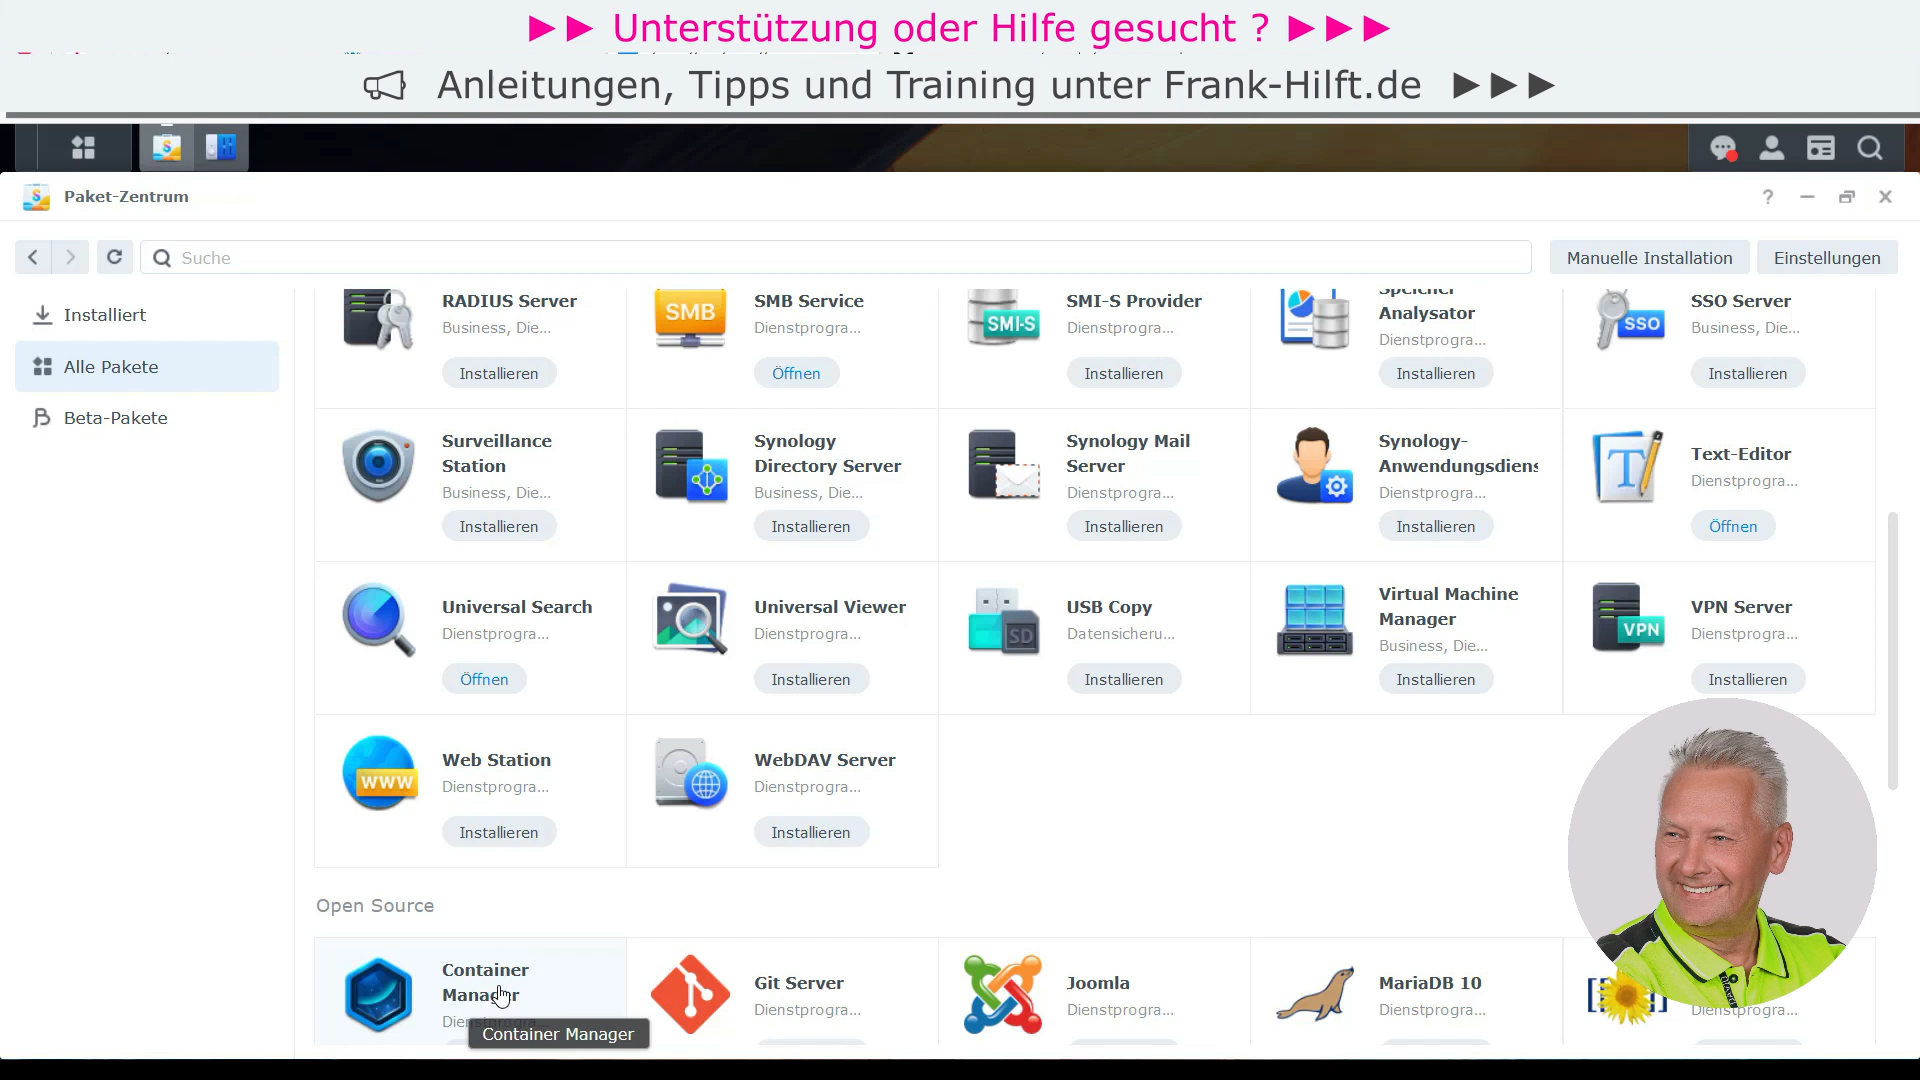 ►► Unterstützung oder Hilfe gesucht ? ►►►
Anleitungen, Tipps und Training unter Frank-Hilft.de ►►►
Paket-Zentrum
Suche
Manuelle Installation
Einstellungen
Installiert
Alle Pakete
Beta-Pakete
RADIUS Server
Business, Die...
Installieren
SMB
SMB Service
Dienstprogra...
Öffnen
SMI-S
SMI-S Provider
Dienstprogra...
Installieren
Speicher
Analysator
Dienstprogra...
Installieren
SSO
SSO Server
Business, Die...
Installieren
Surveillance
Station
Business, Die...
Installieren
Synology
Directory Server
Business, Die...
Installieren
Synology Mail
Server
Dienstprogra...
Installieren
Synology-
Anwendungsdiens
Dienstprogra...
Installieren
Text-Editor
Dienstprogra...
Öffnen
Universal Search
Dienstprogra...
Öffnen
Universal Viewer
Dienstprogra...
Installieren
SD
USB Copy
Datensicheru...
Installieren
Virtual Machine
Manager
Business, Die...
Installieren
VPN
VPN Server
Dienstprogra...
Installieren
WWW
Web Station
Dienstprogra...
Installieren
WebDAV Server
Dienstprogra...
Installieren
Open Source
Container
Manager
Container Manager
Git Server
Dienstprogra...
Joomla
Dienstprogra...
MariaDB 10
Dienstprogra...
Dienstprogra...